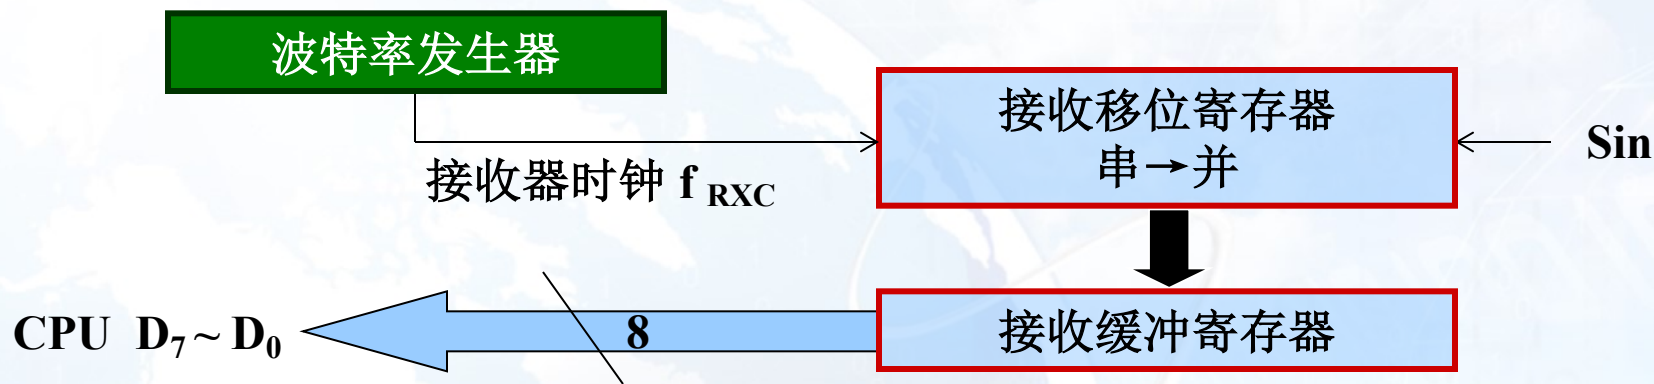 波特率发生器
接收移位寄存器
串→并
Sin
接收器时钟 f RXC
CPU D7 ~ D0
8
接收缓冲寄存器